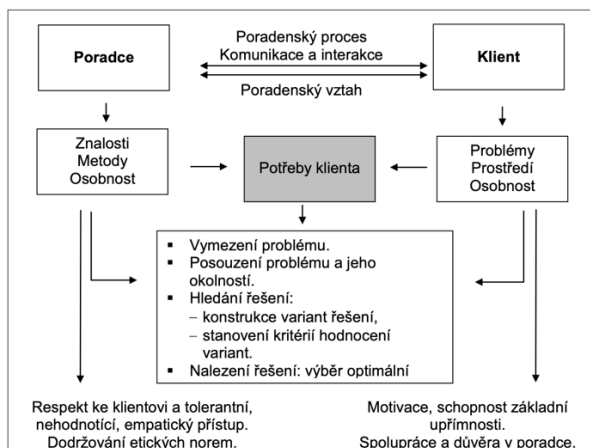 Poradenský proces
Komunikace a interakce
Poradce
Klient
Poradenský vztah
Znalosti
Metody
Osobnost
Potřeby klienta
Problémy
Prostředí
Osobnost
▪ Vymezení problému.
▪ Posouzení problému a jeho
okolností.
▪ Hledání řešení:
– konstrukce variant řešení,
– stanovení kritérií hodnocení
variant.
▪ Nalezení řešení: výběr optimální
Respekt ke klientovi a tolerantní,
nehodnotící, empatický přístup.
Dodržování etických norem.
Motivace, schopnost základní
upřímnosti.
Spolupráce a důvěra v poradce.